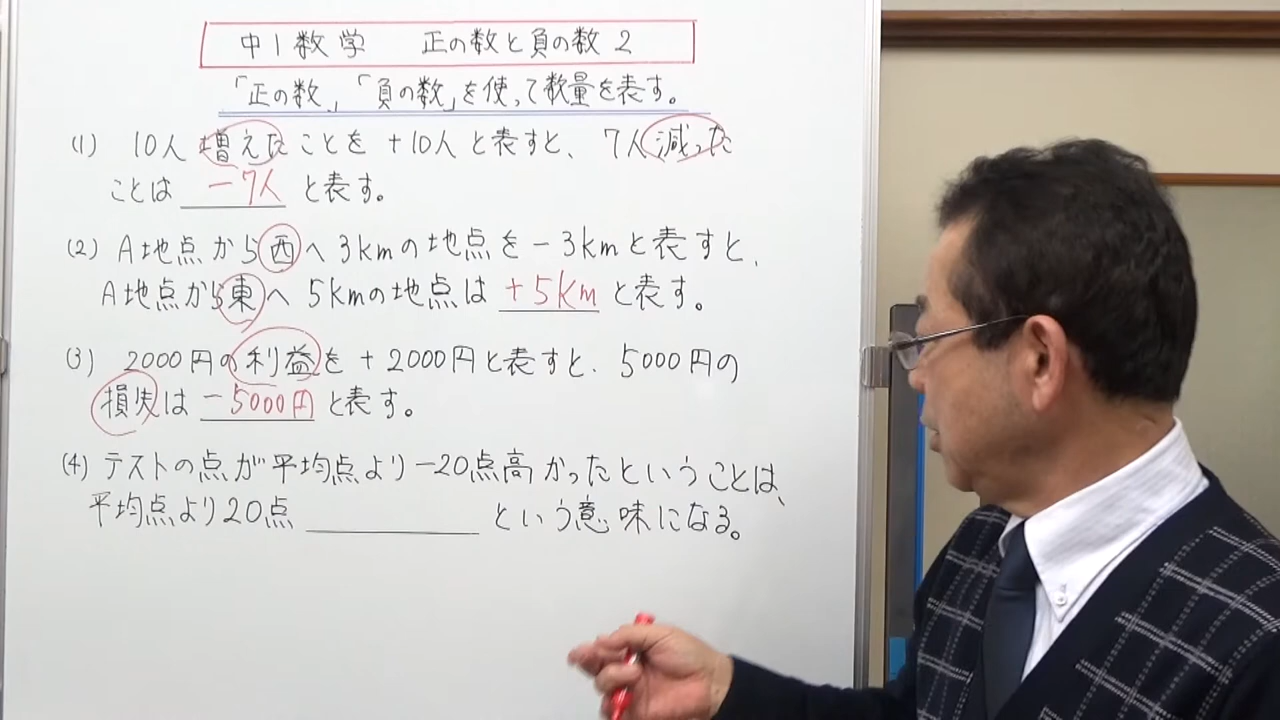 中1数学 正の数と負の数 2
「正の数」「負の数」を使って数量を表す。
(1) 10人増えたことを +10人と表すと、7人減った
ことは -7人 と表す。
(2) A地点から西へ3kmの地点を-3kmと表すと、
A地点から東へ 5kmの地点は +5km と表す。
(3) 2000円の利益を +2000円と表すと、5000円の
損失は -5000円 と表す。
(4) テストの点が平均点より-20点高かったということは、
平均点より20点 という意味になる。